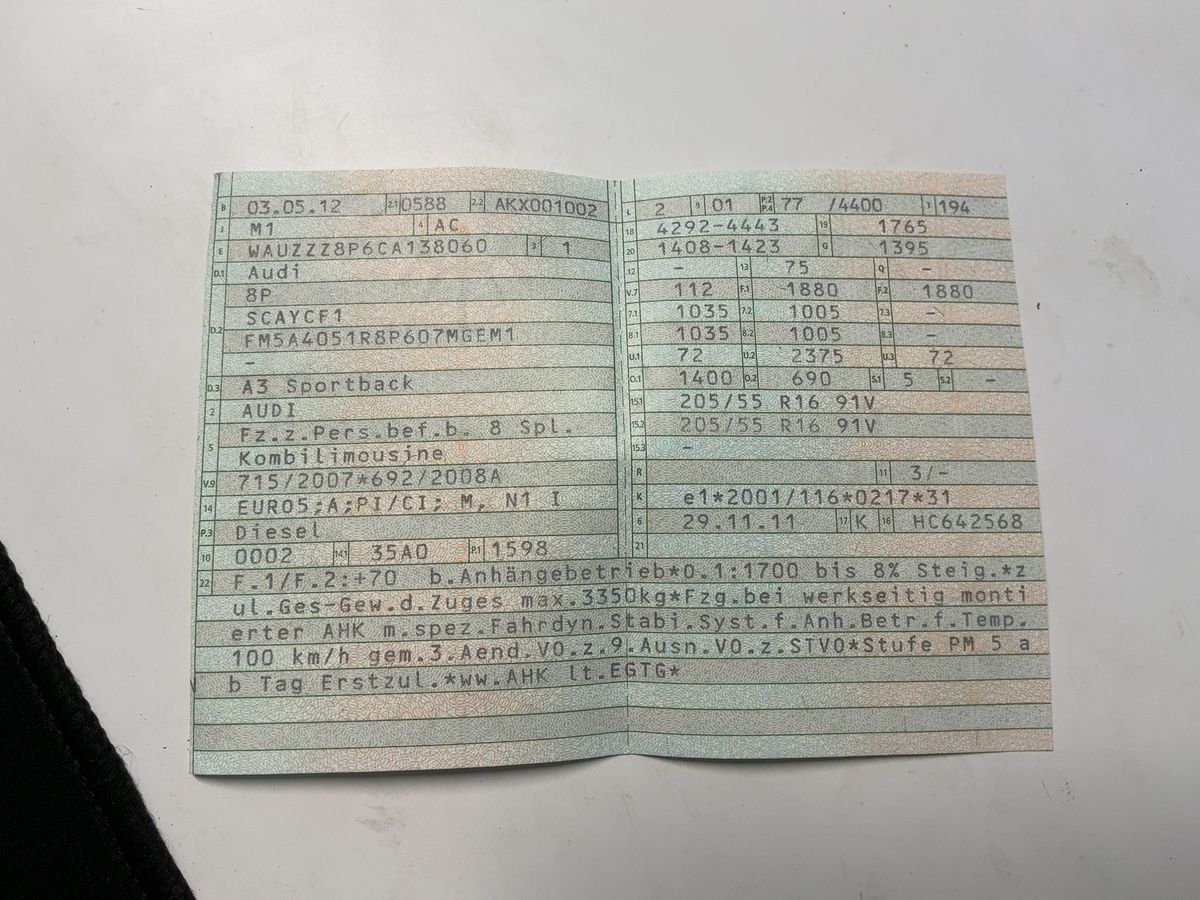 B 03.05.12 2.1 0588 2.2 AKX001002
J M1 4 AC
E WAUZZZ8P6CA138060 3 1
D.1 Audi
8P
D.2 SCAYCF1
FM5A4051R8P607MGEM1
–
D.3 A3 Sportback
2 AUDI
5 Fz.z.Pers.bef.b. 8 Spl.
Kombilimousine
V.9 715/2007*692/2008A
14 EURO5;A;PI/CI; M, N1 I
P.3 Diesel
10 0002 14.1 35A0 P.1 1598
L 2 9 01 P.2 P.4 77 /4400 T 194
18 4292-4443 19 1765
20 1408-1423 G 1395
12 – 13 75 Q –
V.7 112 F.1 1880 F.2 1880
7.1 1035 7.2 1005 7.3 –
8.1 1035 8.2 1005 8.3 –
U.1 72 U.2 2375 U.3 72
O.1 1400 O.2 690 S.1 5 S.2 –
15.1 205/55 R16 91V
15.2 205/55 R16 91V
15.3 –
R 11 3/–
K e1*2001/116*0217*31
6 29.11.11 17 K 16 HC642568
21
22 F.1/F.2:+70 b.Anhängebetrieb*0.1:1700 bis 8% Steig.*z
ul.Ges-Gew.d.Zuges max.3350kg*Fzg.bei werkseitig monti
erter AHK m.spez.Fahrdyn.Stabi.Syst.f.Anh.Betr.f.Temp.
100 km/h gem.3.Aend.VO.z.9.Ausn.VO.z.STVO*Stufe PM 5 a
b Tag Erstzul.*ww.AHK lt.EGTG*